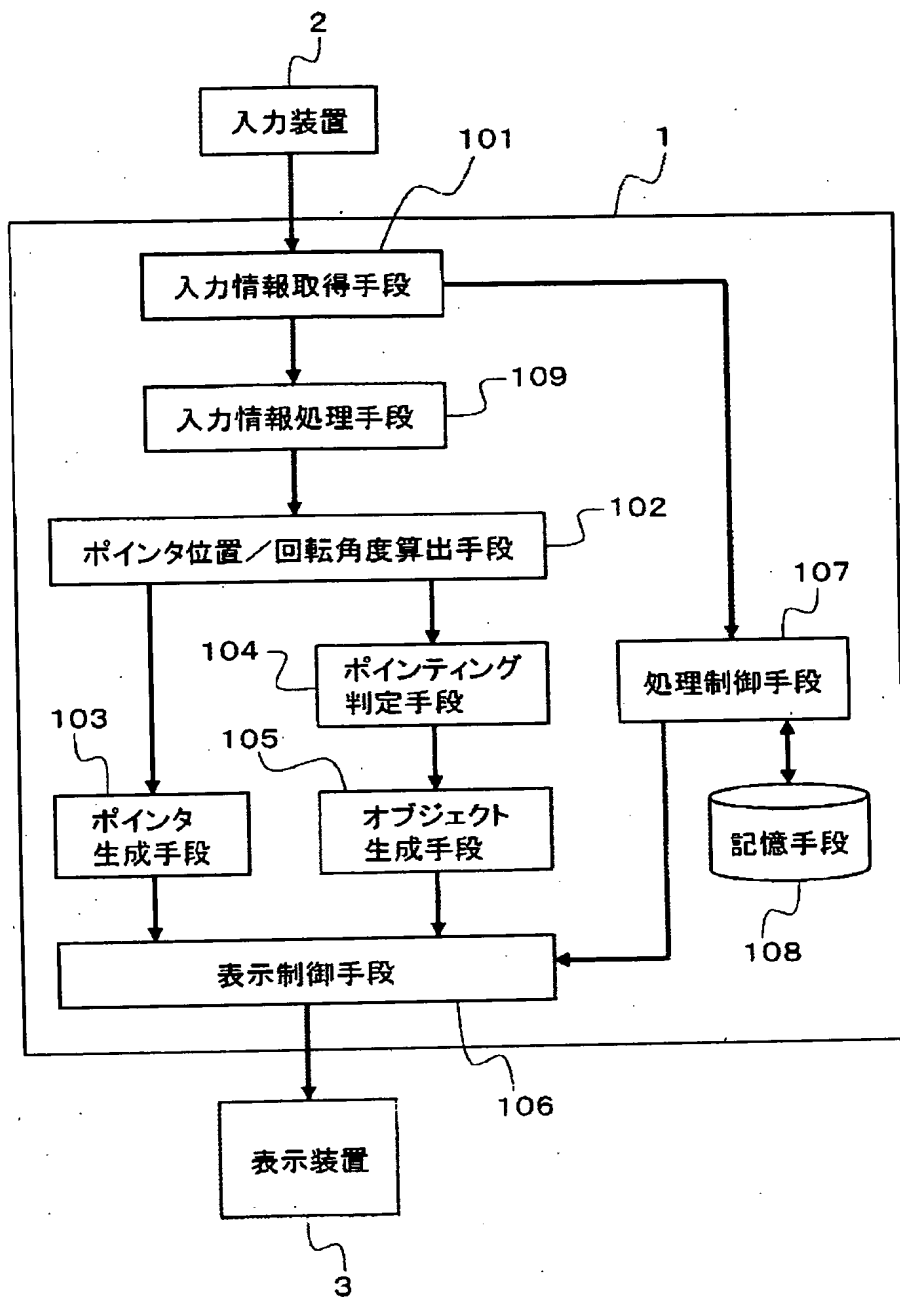 2
入力装置
101
1
入力情報取得手段
109
入力情報処理手段
102
ポインタ位置／回転角度算出手段
107
104
ポインティング
判定手段
処理制御手段
103
105
ポインタ
生成手段
オブジェクト
生成手段
記憶手段
108
表示制御手段
106
表示装置
3